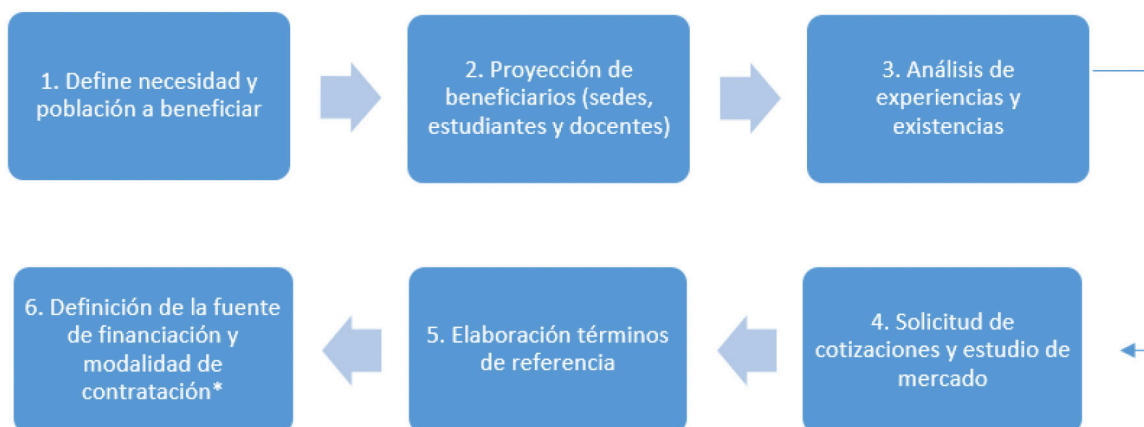 1. Define necesidad y
población a beneficiar
2. Proyección de
beneficiarios (sedes,
estudiantes y docentes)
3. Análisis de
experiencias y
existencias
4. Solicitud de
cotizaciones y estudio de
mercado
5. Elaboración términos
de referencia
6. Definición de la fuente
de financiación y
modalidad de
contratación*